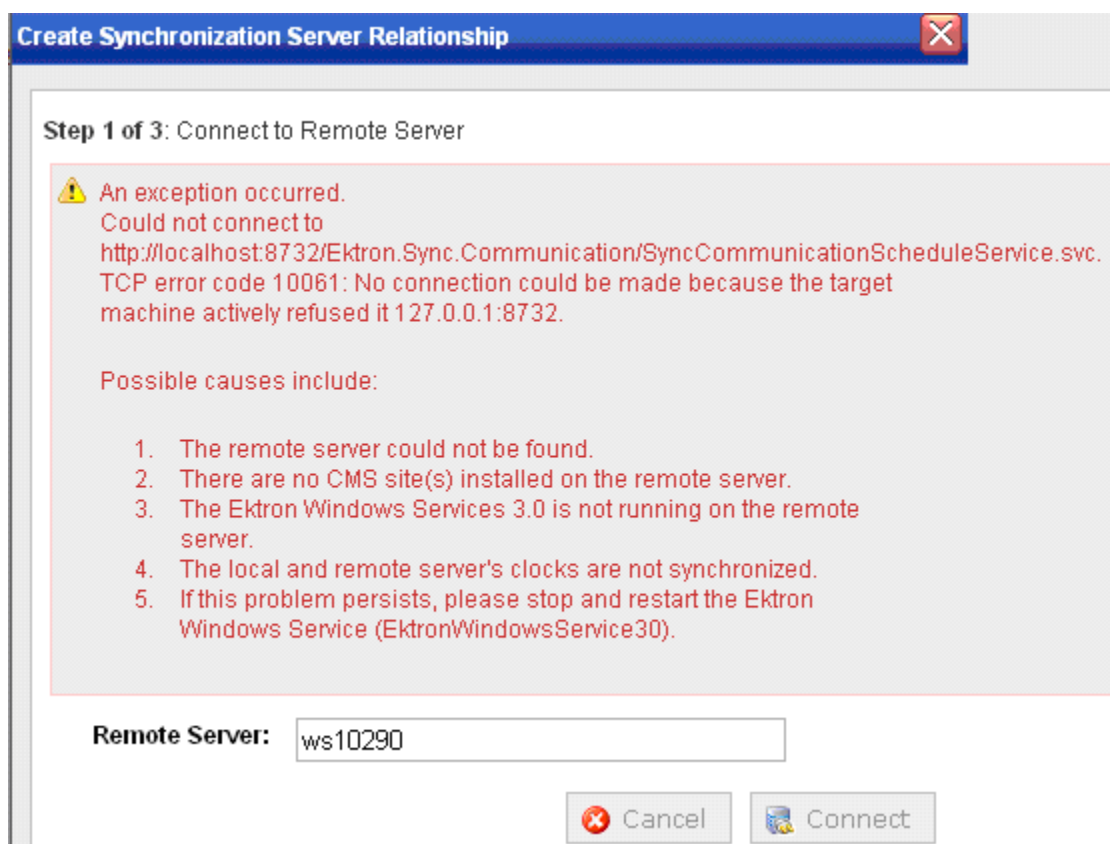 Create Synchronization Server Relationship
Step 1 of 3: Connect to Remote Server
An exception occurred.
Could not connect to
http://localhost:8732/Ektron.Sync.Communication/SyncCommunicationScheduleService.svc.
TCP error code 10061: No connection could be made because the target
machine actively refused it 127.0.0.1:8732.
Possible causes include:
1. The remote server could not be found.
2. There are no CMS site(s) installed on the remote server.
3. The Ektron Windows Services 3.0 is not running on the remote
server.
4. The local and remote server's clocks are not synchronized.
5. If this problem persists, please stop and restart the Ektron
Windows Service (EktronWindowsService30).
Remote Server: ws10290
Cancel Connect